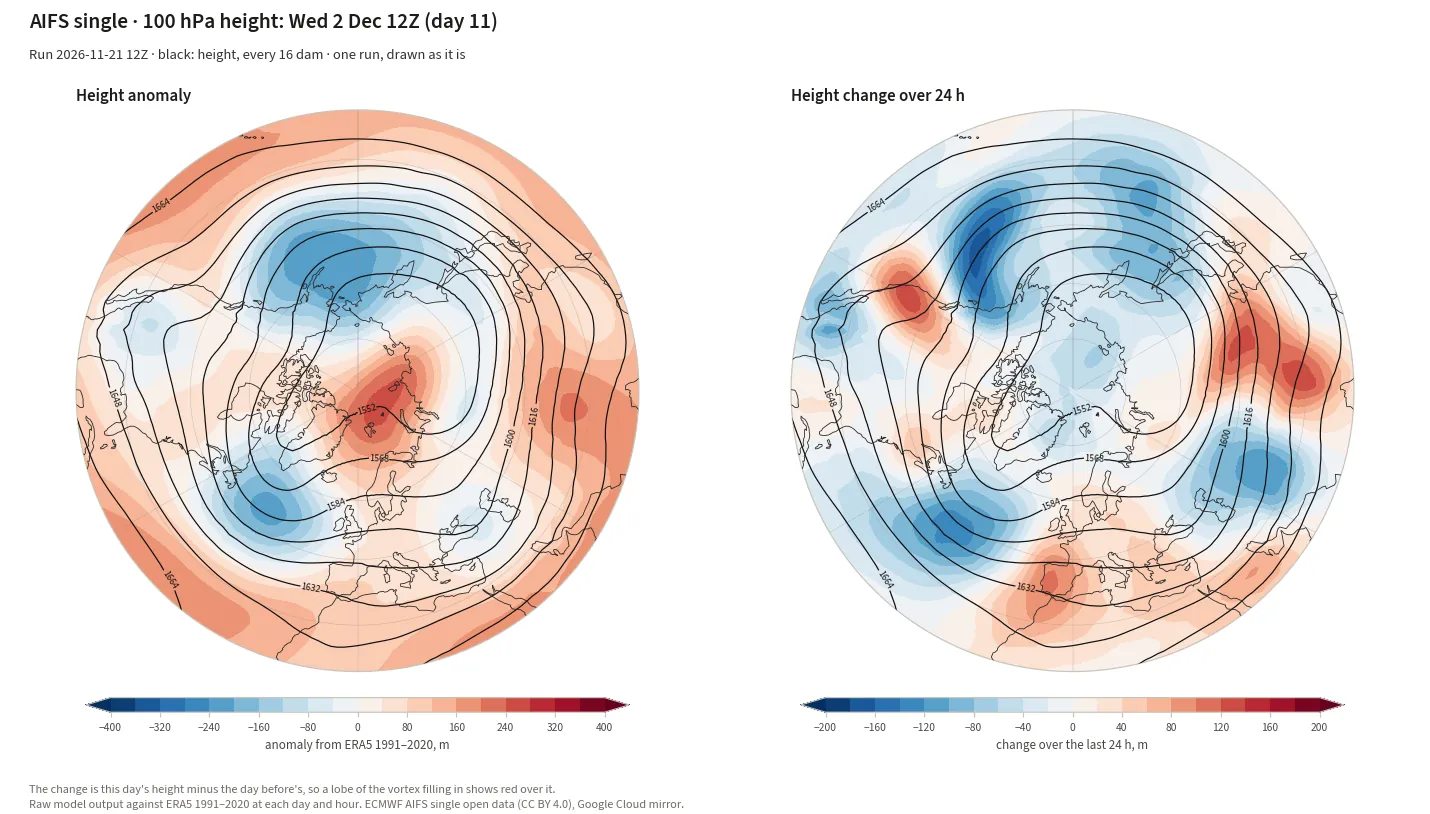 AIFS single · 100 hPa height: Wed 2 Dec 12Z (day 11)
Run 2026-11-21 12Z · black: height, every 16 dam · one run, drawn as it is
Height anomaly
Height change over 24 h
1664
1648
1552
1568
1584
1600
1616
1632
1664
1664
1648
1552
1568
1584
1600
1616
1632
1664
−400 −320 −240 −160 −80 0 80 160 240 320 400
anomaly from ERA5 1991–2020, m
−200 −160 −120 −80 −40 0 40 80 120 160 200
change over the last 24 h, m
The change is this day's height minus the day before's, so a lobe of the vortex filling in shows red over it.
Raw model output against ERA5 1991–2020 at each day and hour. ECMWF AIFS single open data (CC BY 4.0), Google Cloud mirror.